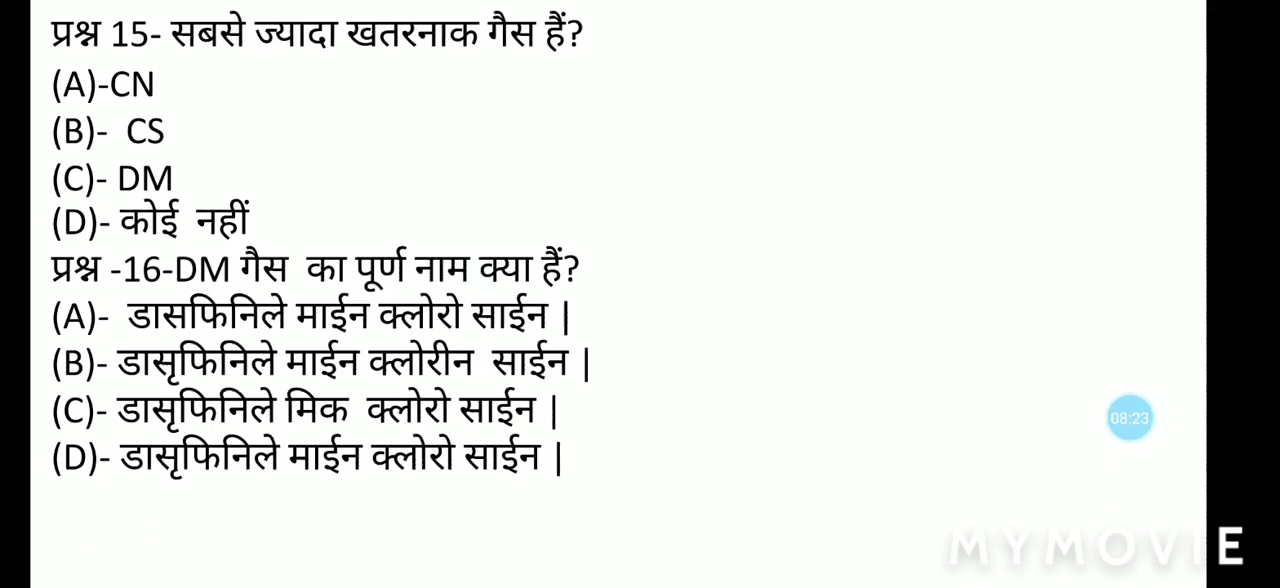 प्रश्न 15- सबसे ज्यादा खतरनाक गैस हैं?
(A)-CN
(B)-  CS
(C)- DM
(D)- कोई  नहीं
प्रश्न -16-DM गैस  का पूर्ण नाम क्या हैं?
(A)-  डासफिनिले माईन क्लोरो साईन |
(B)- डासृफिनिले माईन क्लोरीन  साईन |
(C)- डासृफिनिले मिक  क्लोरो साईन |
08:23
(D)- डासृफिनिले माईन क्लोरो साईन |
MYMOVIE